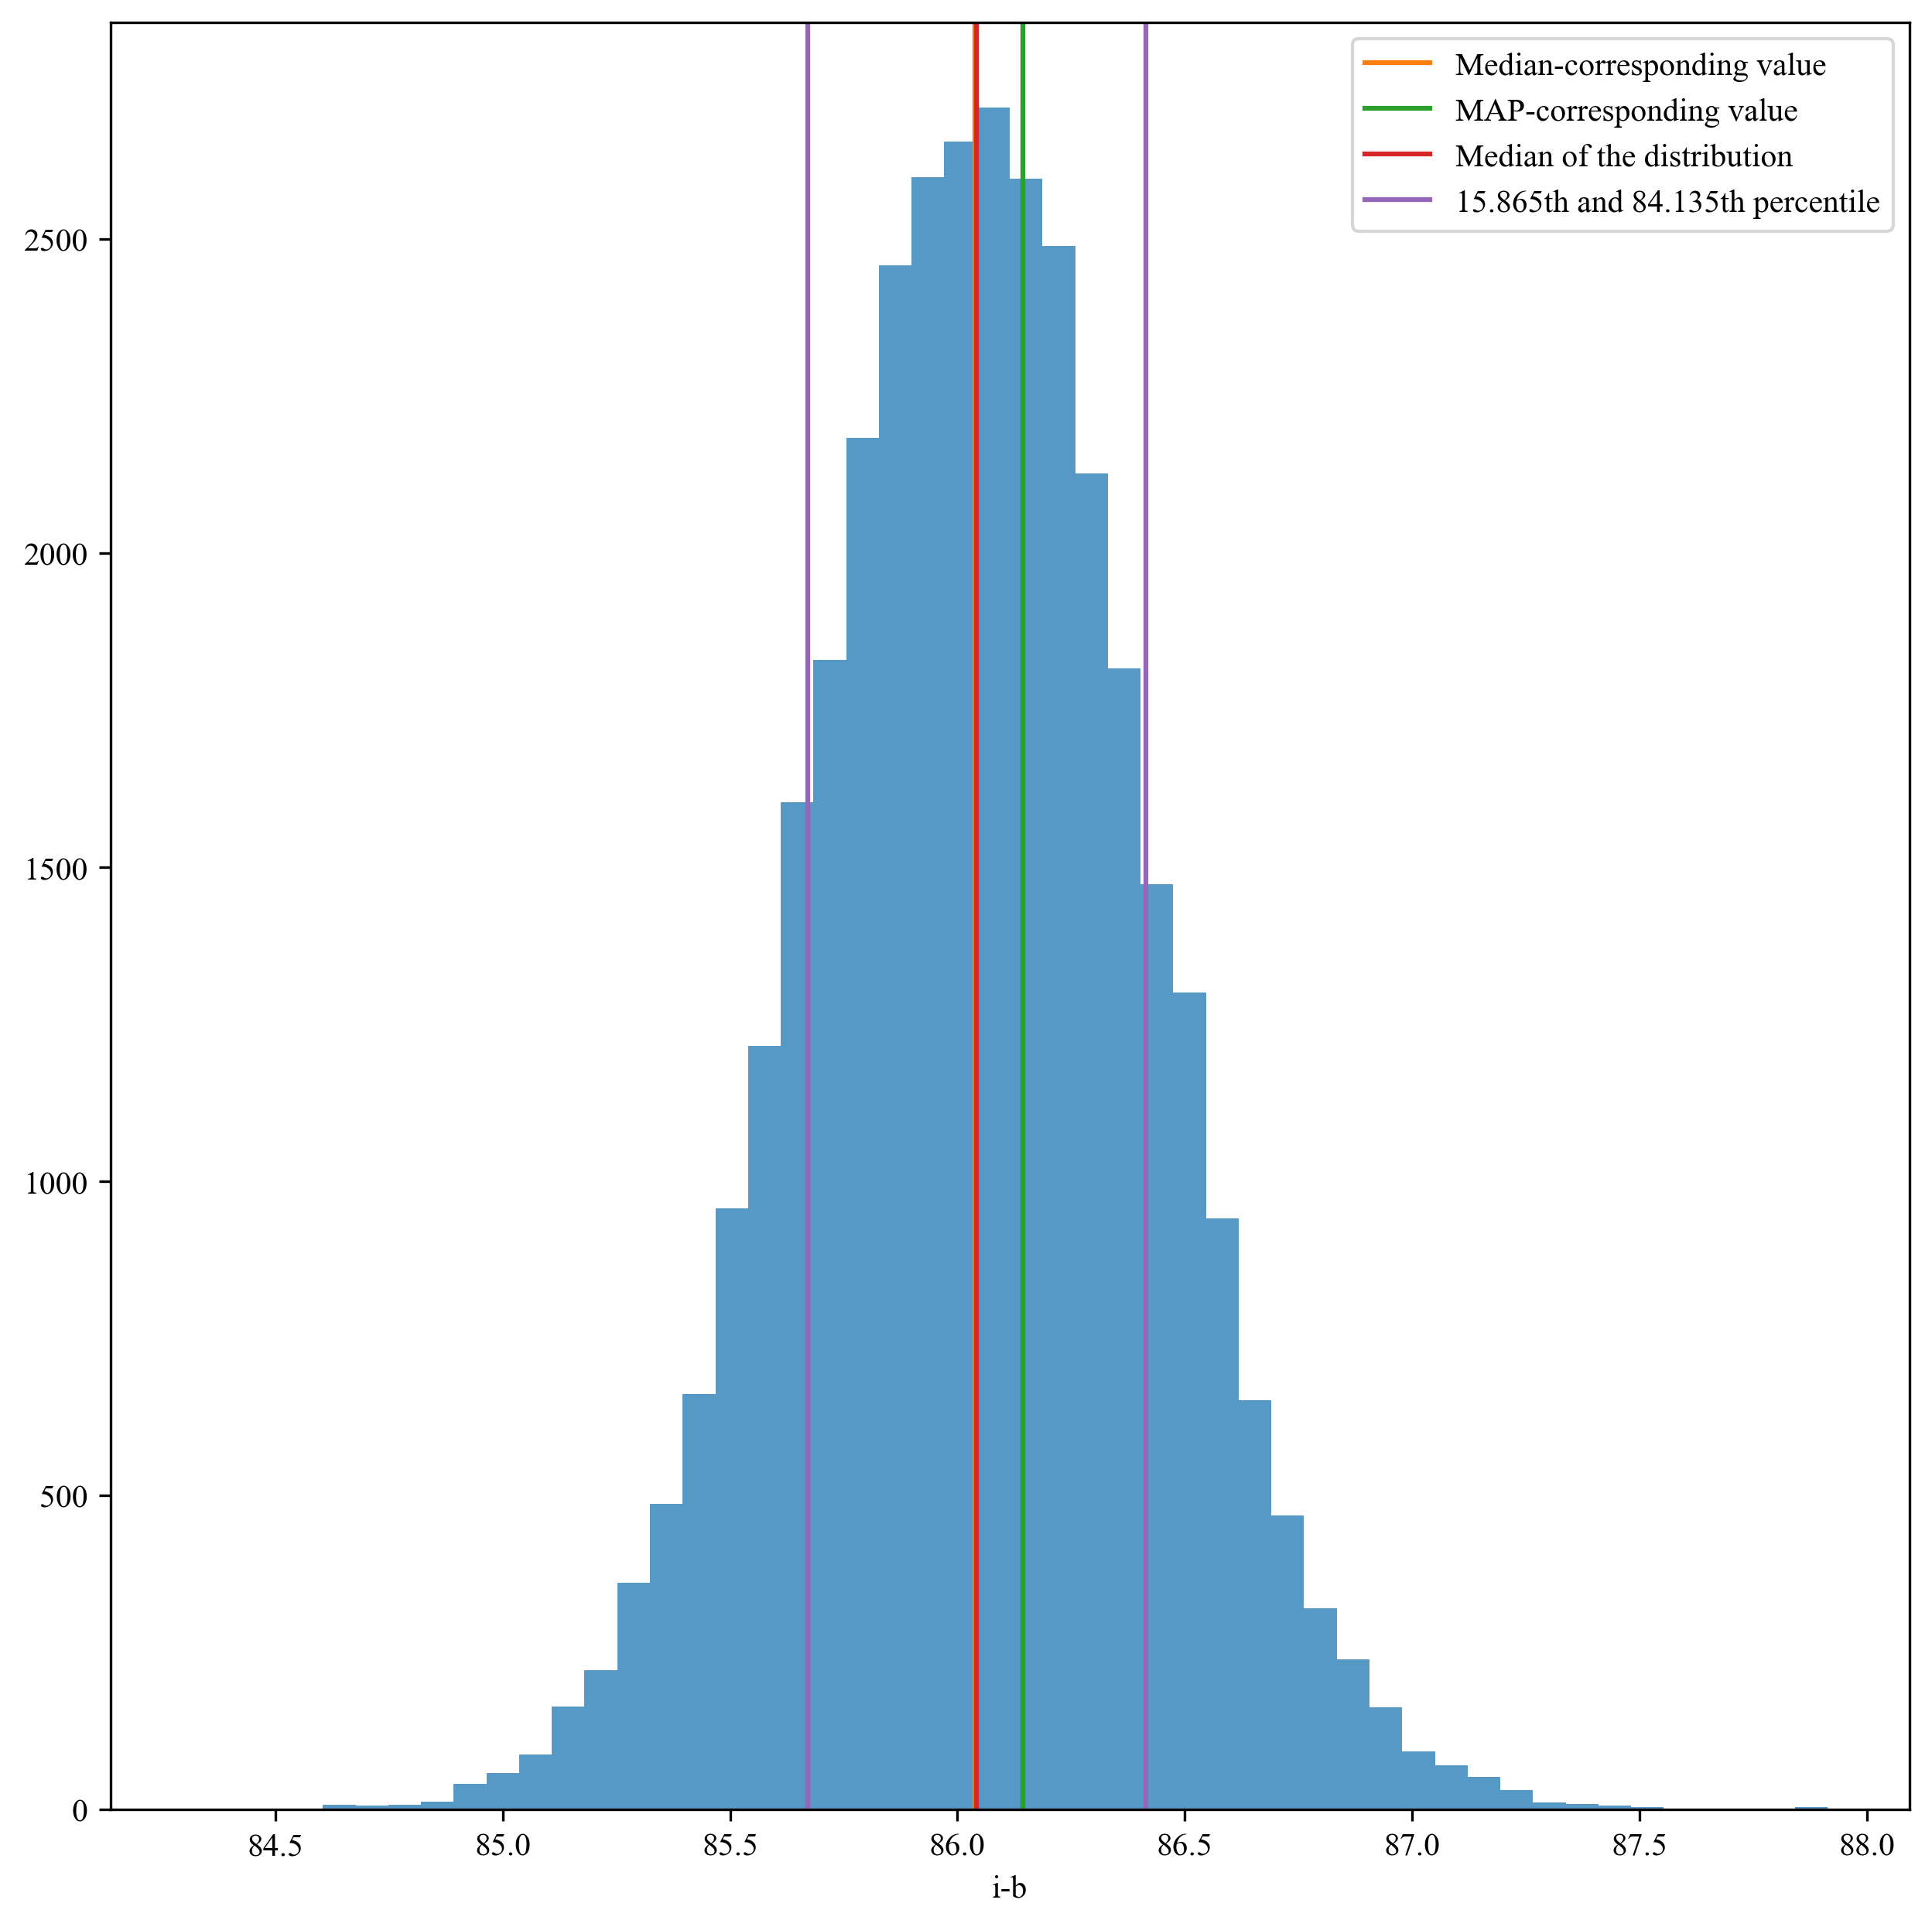 Median-corresponding value
MAP-corresponding value
Median of the distribution
15.865th and 84.135th percentile
2500
2000
1500
1000
500
0
84.5 85.0 85.5 86.0 86.5 87.0 87.5 88.0
i-b